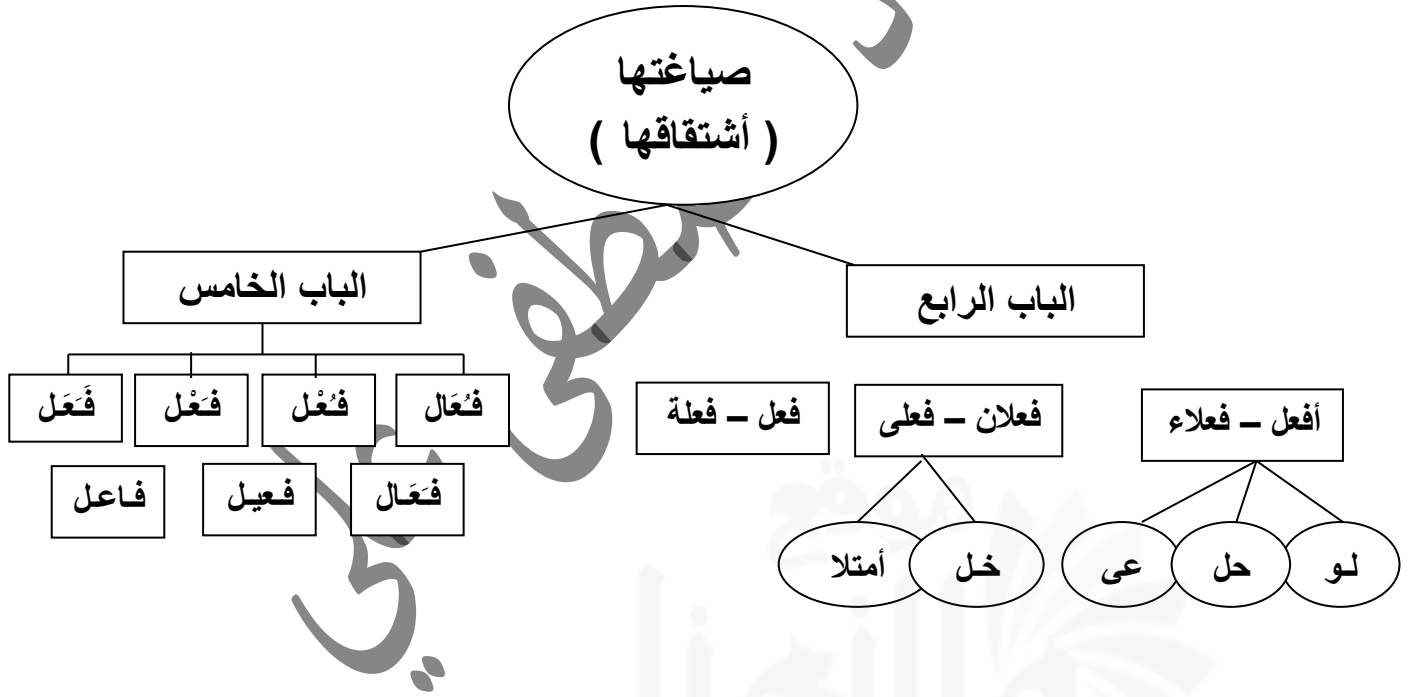 صياغتها
( أشتقاقها )
الباب الرابع
الباب الخامس
أفعل – فعلاء
فعلان – فعلى
فعل – فعلة
فُعَال
فُعْل
فَعْل
فَعَل
لو
حل
عى
خل
أمتلا
فَعَال
فعيل
فاعل
موقع